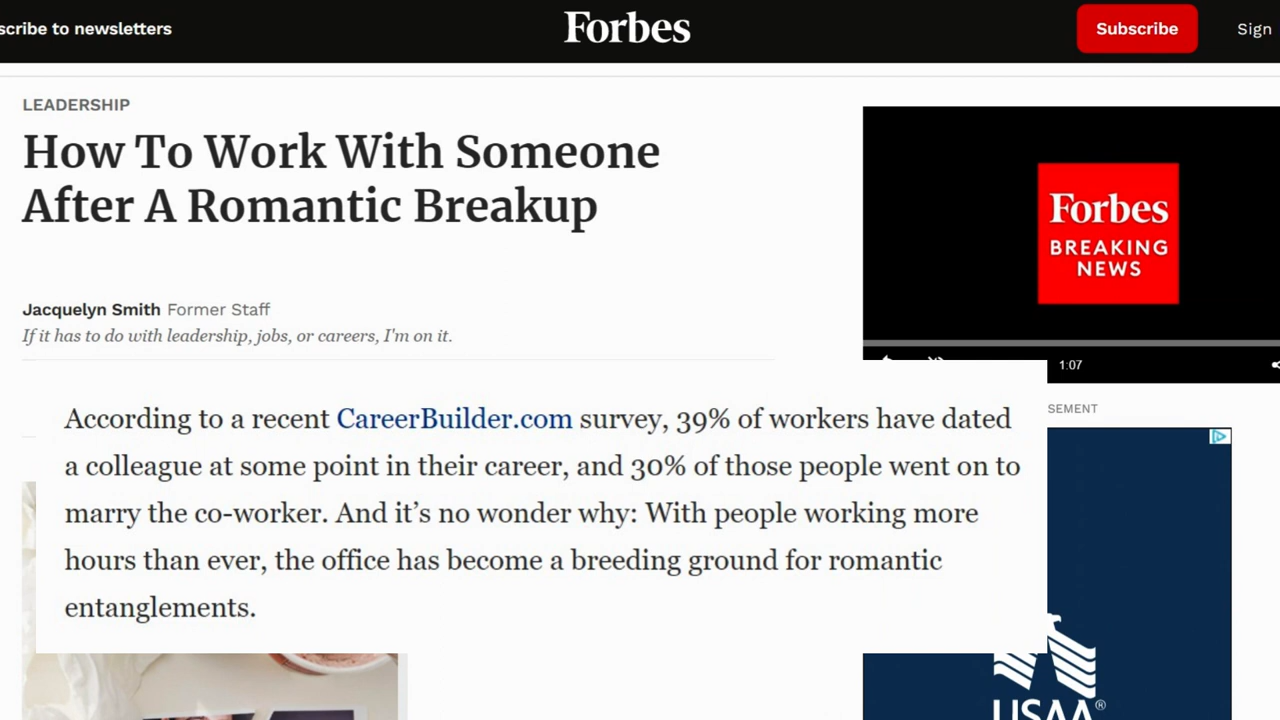 scribe to newsletters
Forbes
Subscribe
Sign
LEADERSHIP
How To Work With Someone
After A Romantic Breakup
Jacquelyn Smith Former Staff
If it has to do with leadership, jobs, or careers, I'm on it.
Forbes
BREAKING
NEWS
1:07
SEMENT
According to a recent CareerBuilder.com survey, 39% of workers have dated
a colleague at some point in their career, and 30% of those people went on to
marry the co-worker. And it’s no wonder why: With people working more
hours than ever, the office has become a breeding ground for romantic
entanglements.
USAA®